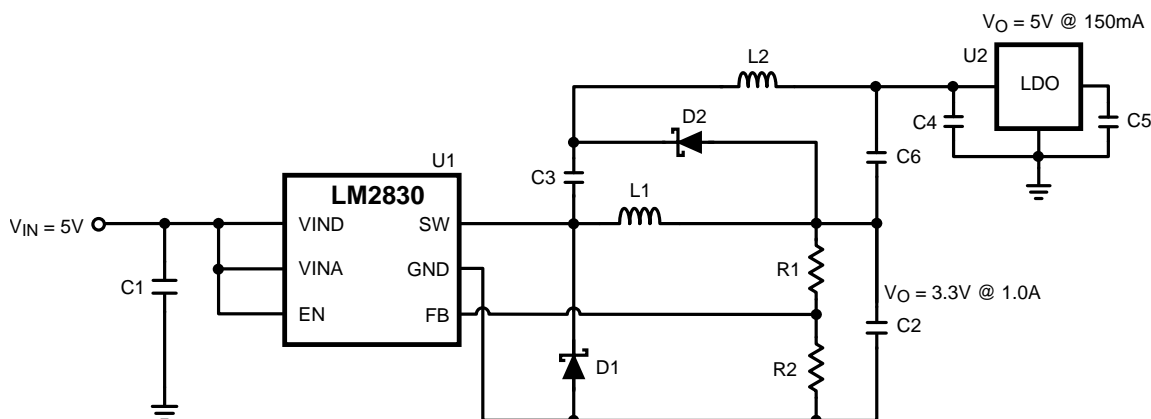 V_O = 5V @ 150mA
U2
L2
LDO
C4
C5
D2
C6
U1
C3
LM2830
L1
V_IN = 5V
VIND
SW
VINA
GND
R1
C1
V_O = 3.3V @ 1.0A
EN
FB
C2
D1
R2